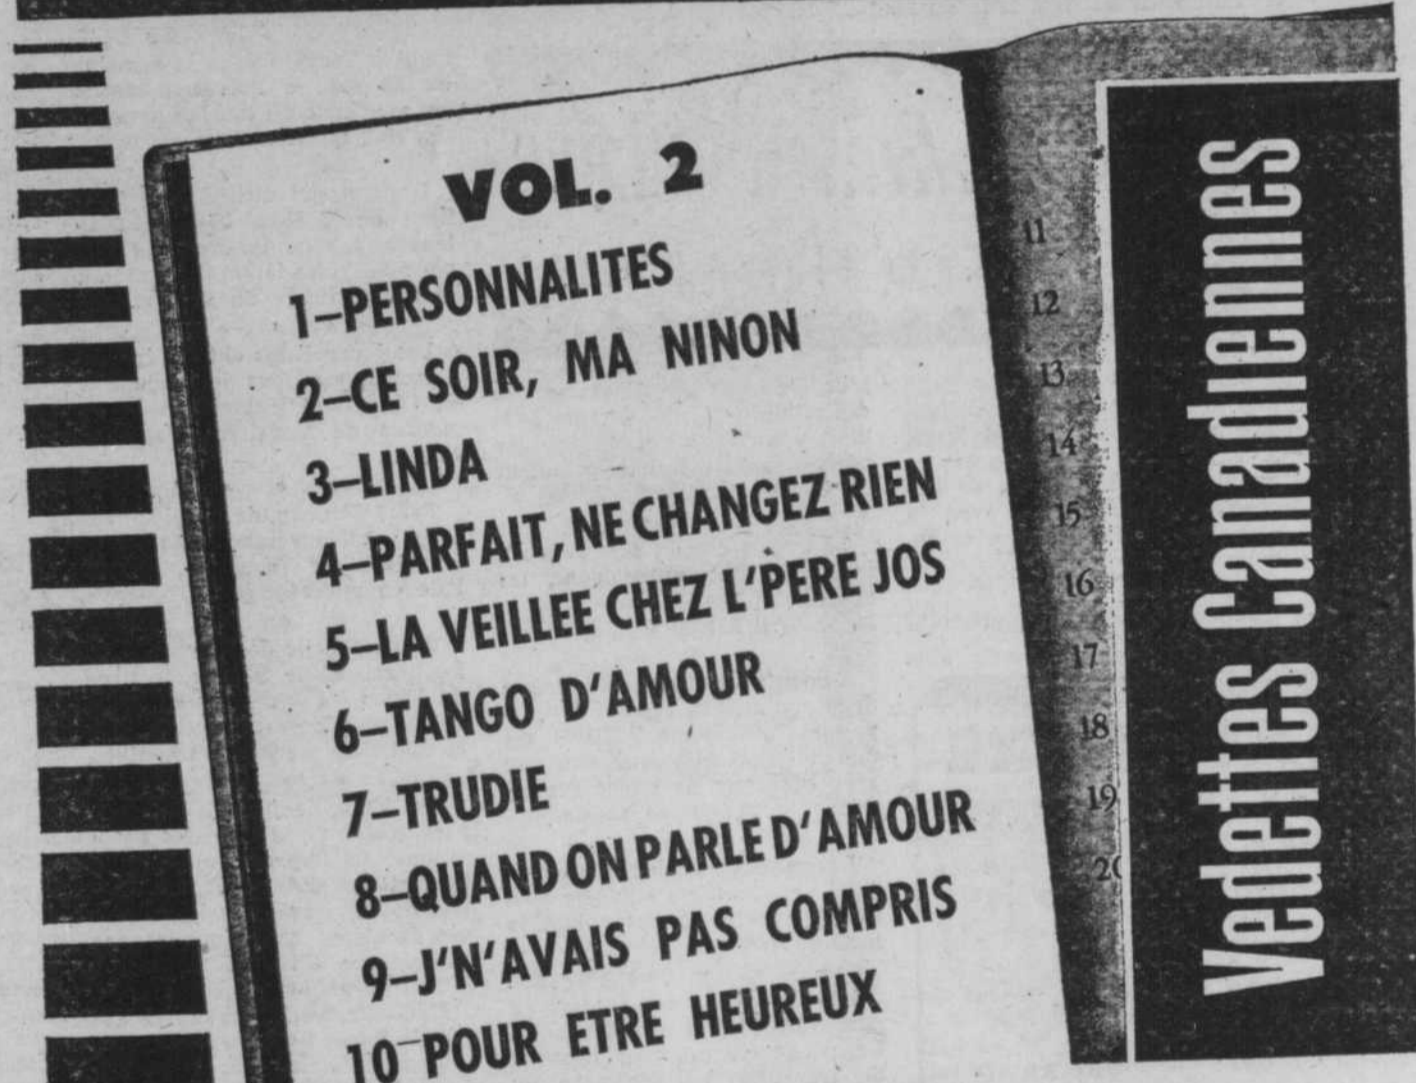 VOL. 2
1–PERSONNALITES
2–CE SOIR, MA NINON
3–LINDA
4–PARFAIT, NE CHANGEZ RIEN
5–LA VEILLEE CHEZ L'PERE JOS
6–TANGO D'AMOUR
7–TRUDIE
8–QUAND ON PARLE D'AMOUR
9–J'N'AVAIS PAS COMPRIS
10–POUR ETRE HEUREUX
11
12
13
14
15
16
17
18
19
20
Vedettes Canadiennes